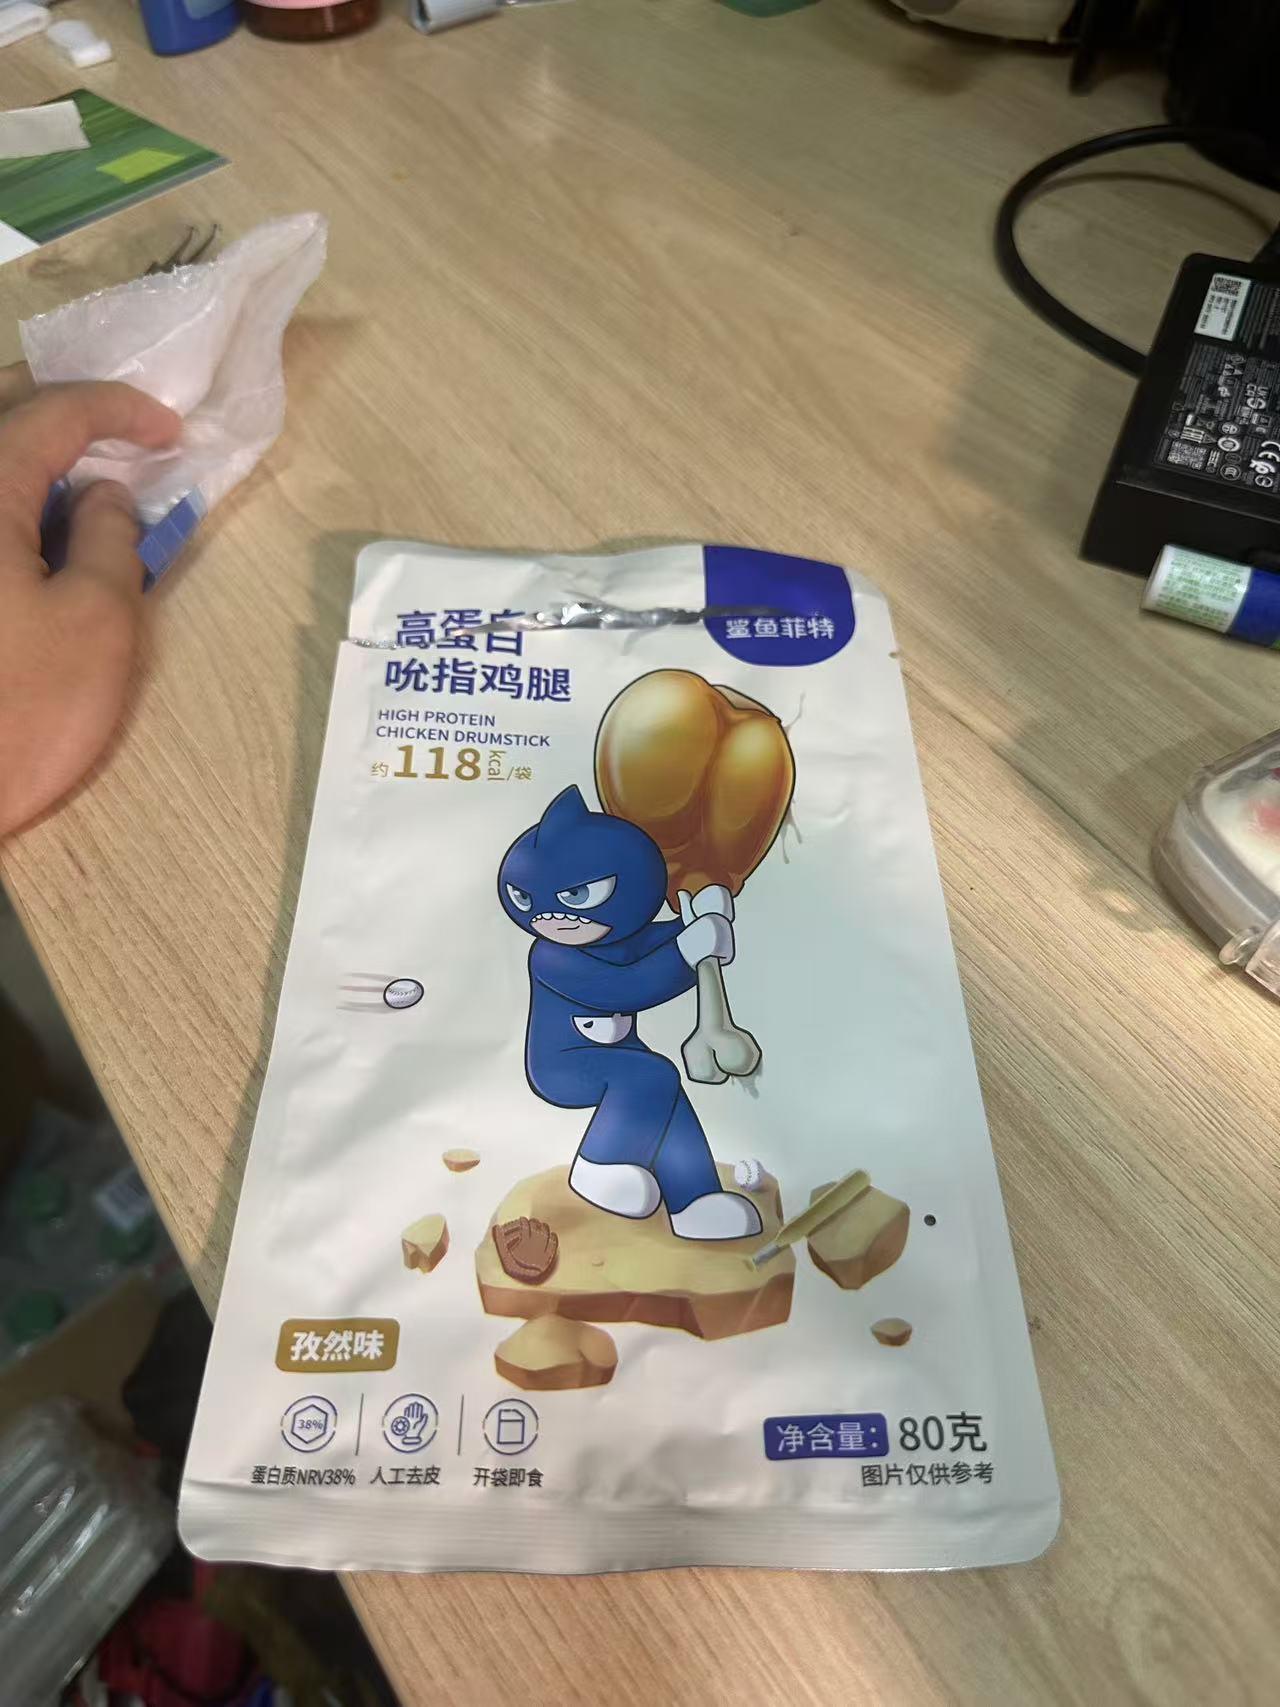 鲨鱼菲特
高蛋白
吮指鸡腿
HIGH PROTEIN
CHICKEN DRUMSTICK
约118kcal/袋
孜然味
38%
蛋白质NRV38%
人工去皮
开袋即食
净含量：80克
图片仅供参考